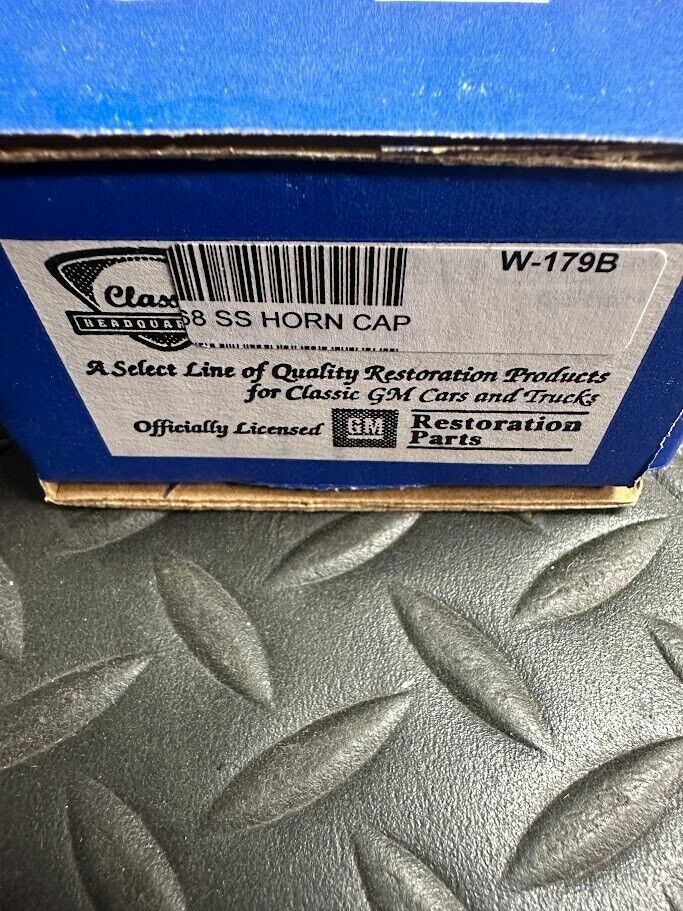 W-179B
Clas
HEADQUAR
68 SS HORN CAP
A Select Line of Quality Restoration Products
for Classic GM Cars and Trucks
Officially Licensed GM Restoration
Parts